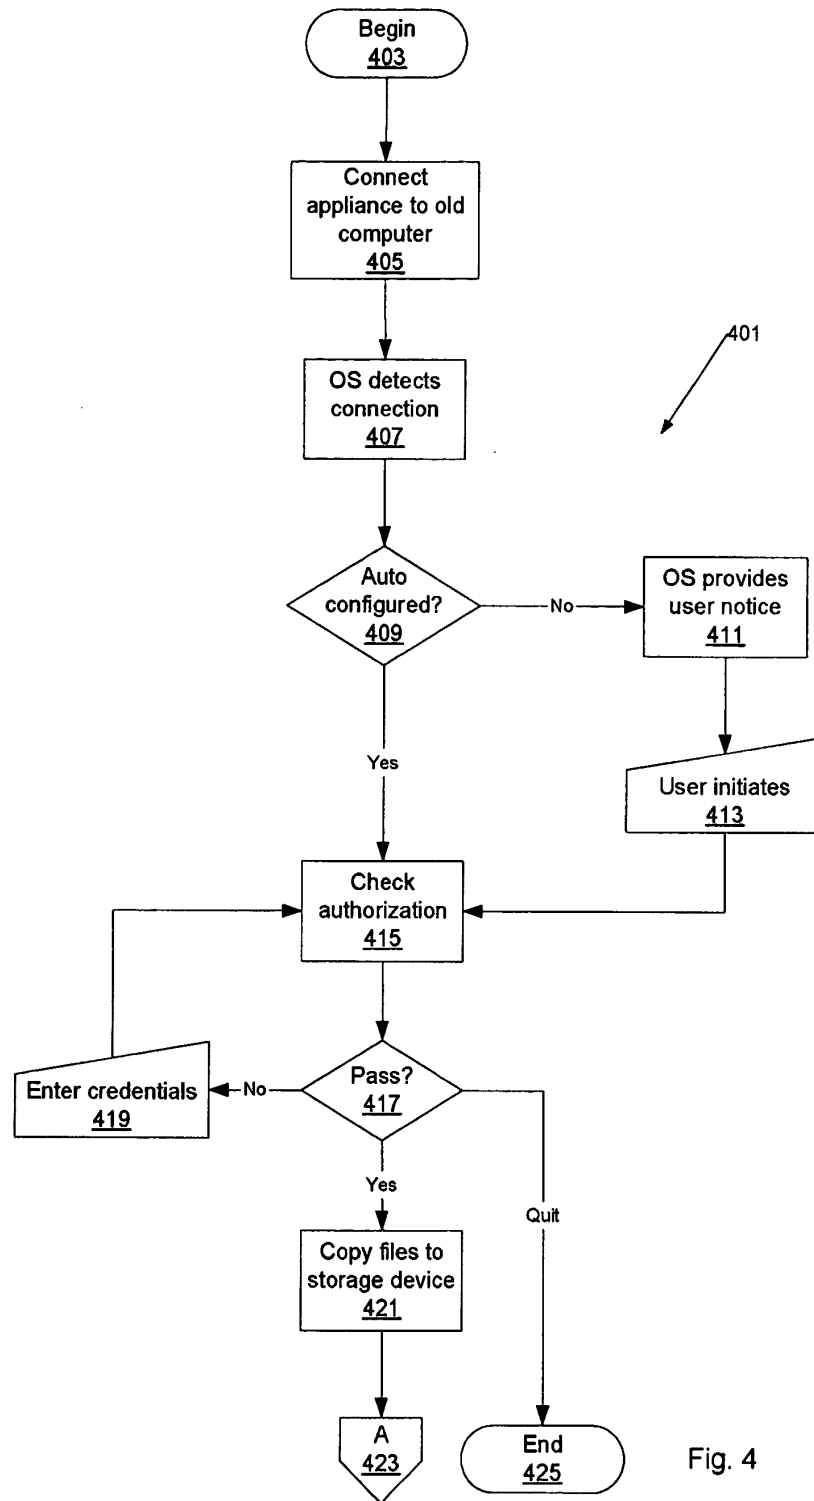 Begin
403
Connect
appliance to old
computer
405
401
OS detects
connection
407
Auto
configured?
409
No
OS provides
user notice
411
Yes
User initiates
413
Check
authorization
415
Enter credentials
419
No
Pass?
417
Yes
Quit
Copy files to
storage device
421
A
423
End
425
Fig. 4